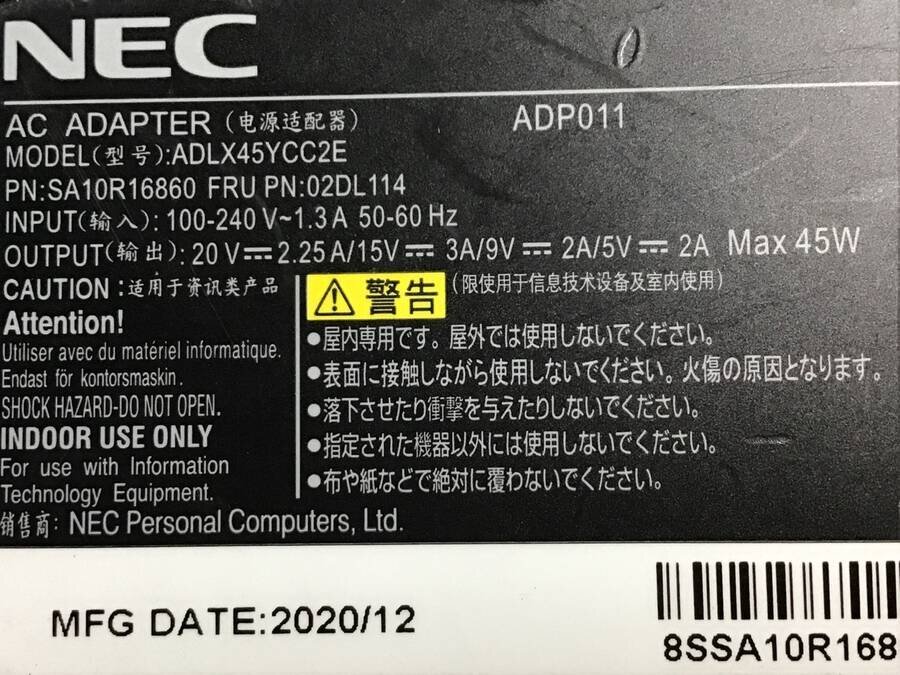 NEC
AC ADAPTER (电源适配器) ADP011
MODEL(型号):ADLX45YCC2E
PN:SA10R16860 FRU PN:02DL114
INPUT(输入): 100-240 V~1.3 A 50-60 Hz
OUTPUT(输出): 20 V⎓2.25 A/15V⎓ 3A/9V ⎓ 2A/5V ⎓ 2A Max 45W
CAUTION :适用于资讯类产品
Attention!
Utiliser avec du matériel informatique.
Endast för kontorsmaskin.
SHOCK HAZARD-DO NOT OPEN.
INDOOR USE ONLY
For use with Information
Technology Equipment.
销售商: NEC Personal Computers, Ltd.
⚠警告 (限使用于信息技术设备及室内使用)
●屋内専用です。屋外では使用しないでください。
●表面に接触しながら使用しないでください。火傷の原因となります。
●落下させたり衝撃を与えたりしないでください。
●指定された機器以外には使用しないでください。
●布や紙などで絶対に覆わないでください。
MFG DATE:2020/12
8SSA10R168